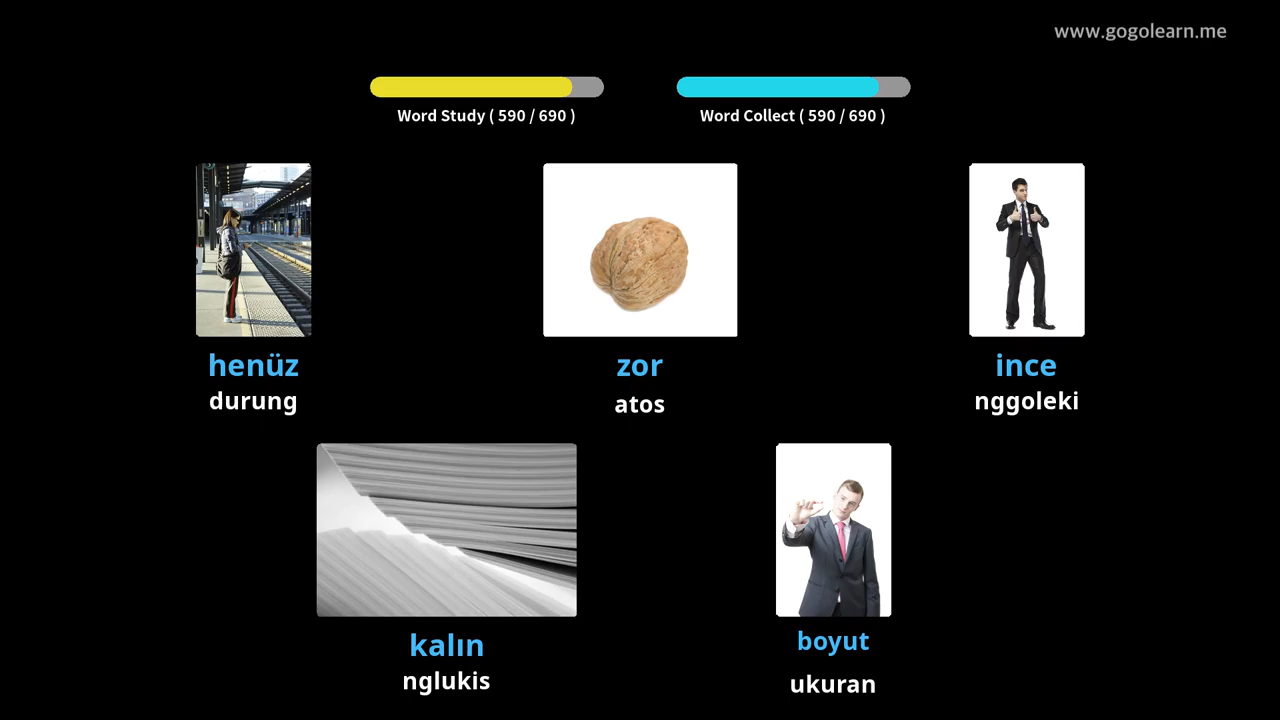 www.gogolearn.me
Word Study ( 590 / 690 )
Word Collect ( 590 / 690 )
henüz
durung
zor
atos
ince
nggoleki
kalın
nglukis
boyut
ukuran